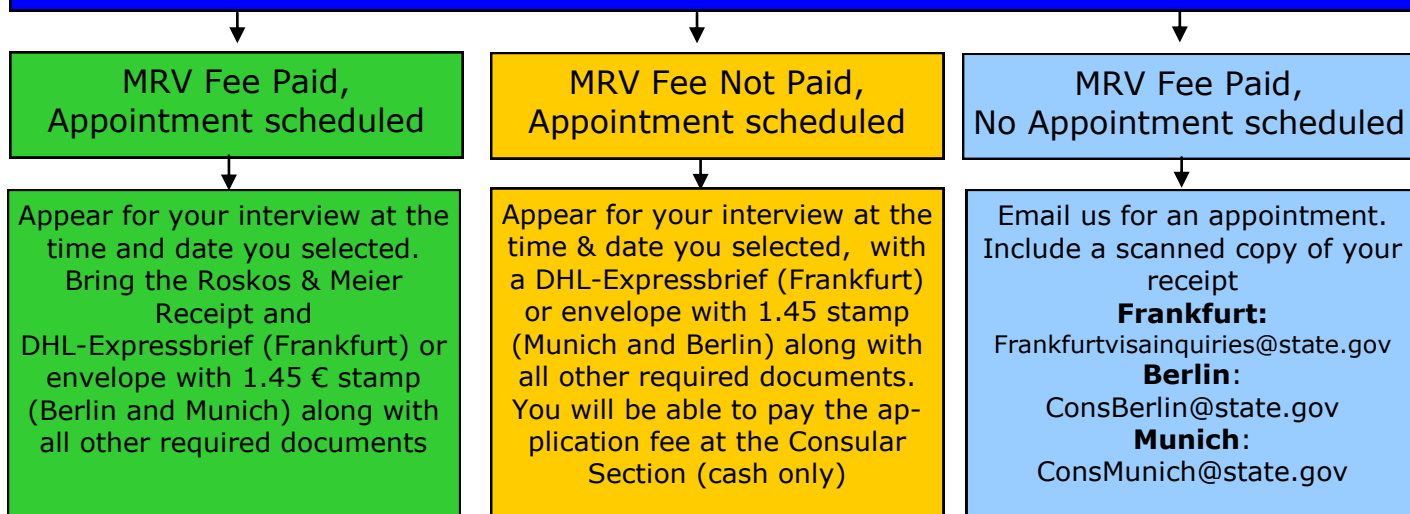 MRV Fee Paid,
Appointment scheduled
MRV Fee Not Paid,
Appointment scheduled
MRV Fee Paid,
No Appointment scheduled
Appear for your interview at the
time and date you selected.
Bring the Roskos & Meier
Receipt and
DHL-Expressbrief (Frankfurt) or
envelope with 1.45 € stamp
(Berlin and Munich) along with
all other required documents
Appear for your interview at the
time & date you selected, with
a DHL-Expressbrief (Frankfurt)
or envelope with 1.45 stamp
(Munich and Berlin) along with
all other required documents.
You will be able to pay the ap-
plication fee at the Consular
Section (cash only)
Email us for an appointment.
Include a scanned copy of your
receipt
Frankfurt:
Frankfurtvisainquiries@state.gov
Berlin:
ConsBerlin@state.gov
Munich:
ConsMunich@state.gov